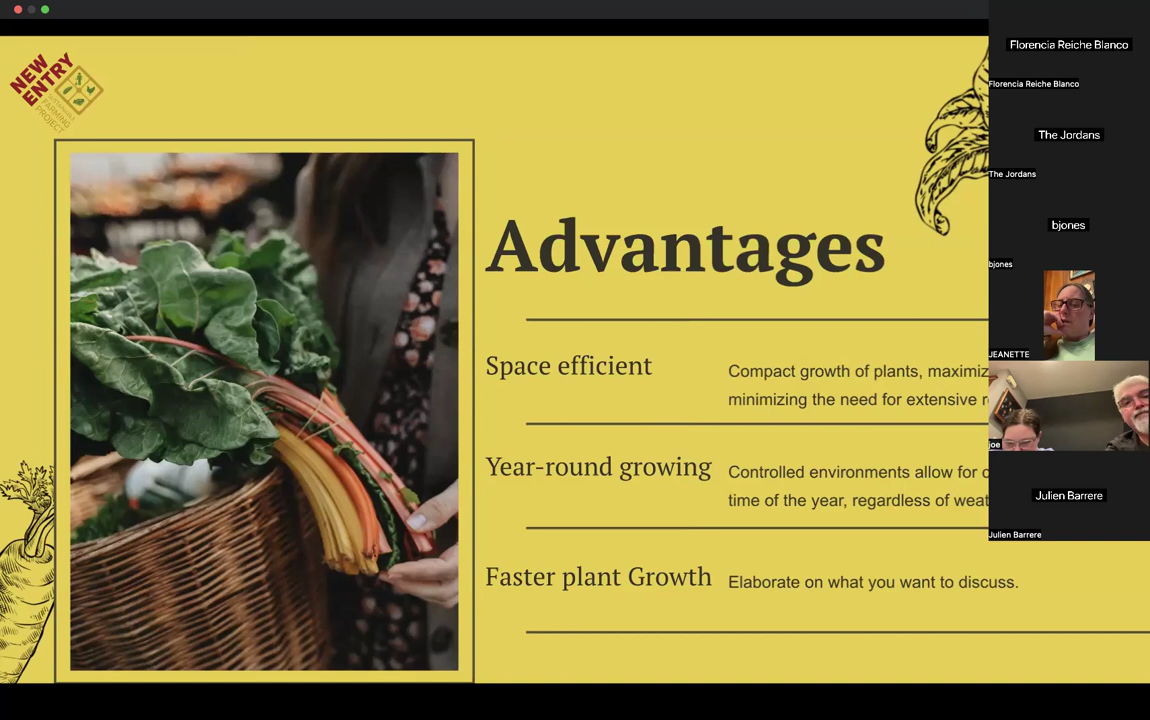 NEW
ENTRY
SUSTAINABLE
FARMING
PROJECT
Advantages
Space efficient
Compact growth of plants, maximiz
minimizing the need for extensive r
Year-round growing
Controlled environments allow for c
time of the year, regardless of weat
Faster plant Growth
Elaborate on what you want to discuss.
Florencia Reiche Blanco
Florencia Reiche Blanco
The Jordans
The Jordans
bjones
bjones
JEANETTE
joe
Julien Barrere
Julien Barrere